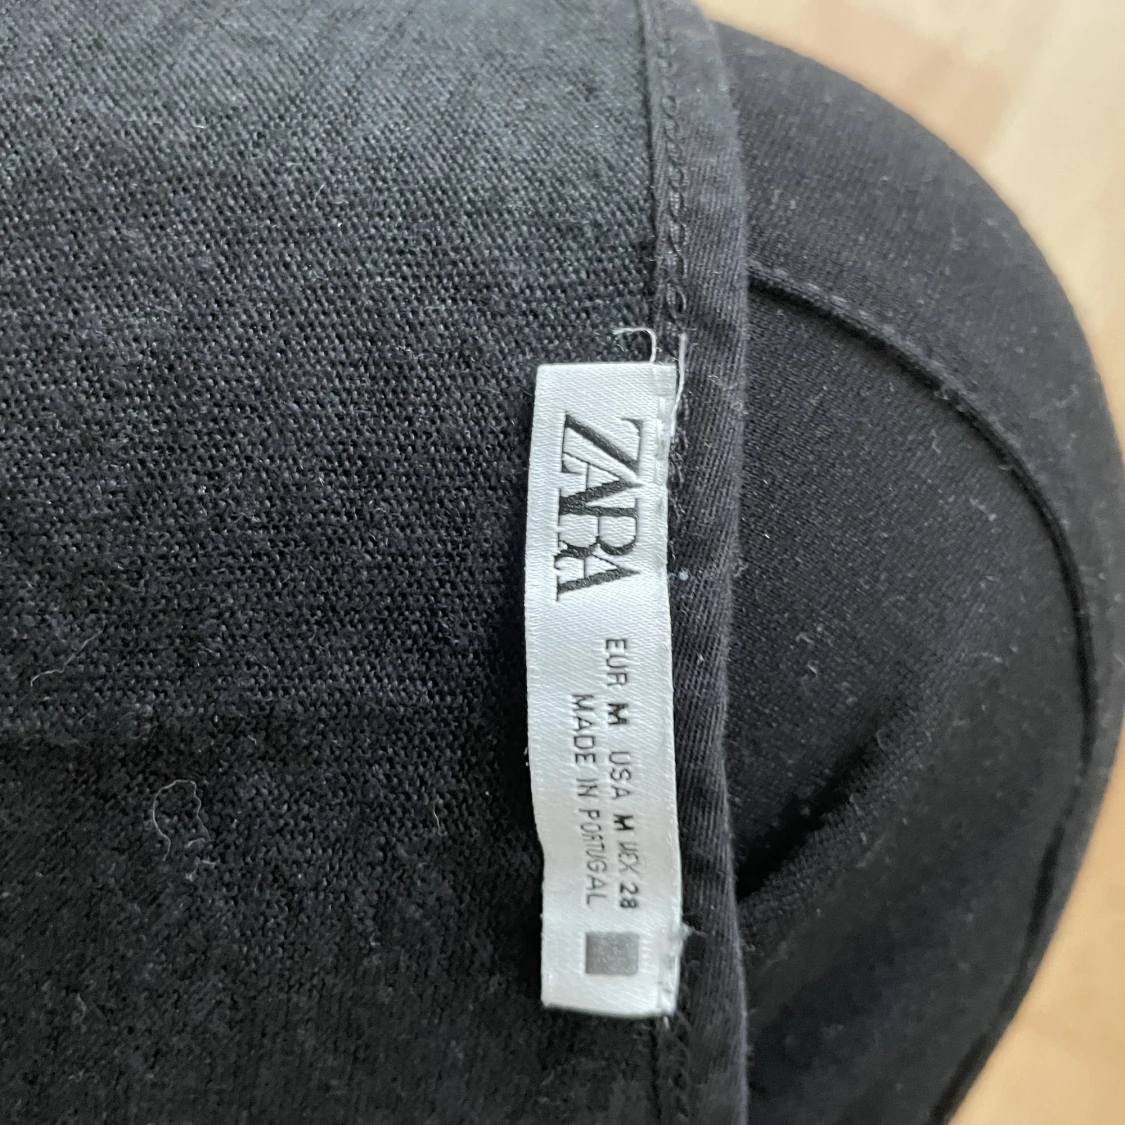 ZARA
EUR M USA M MEX 28
MADE IN PORTUGAL